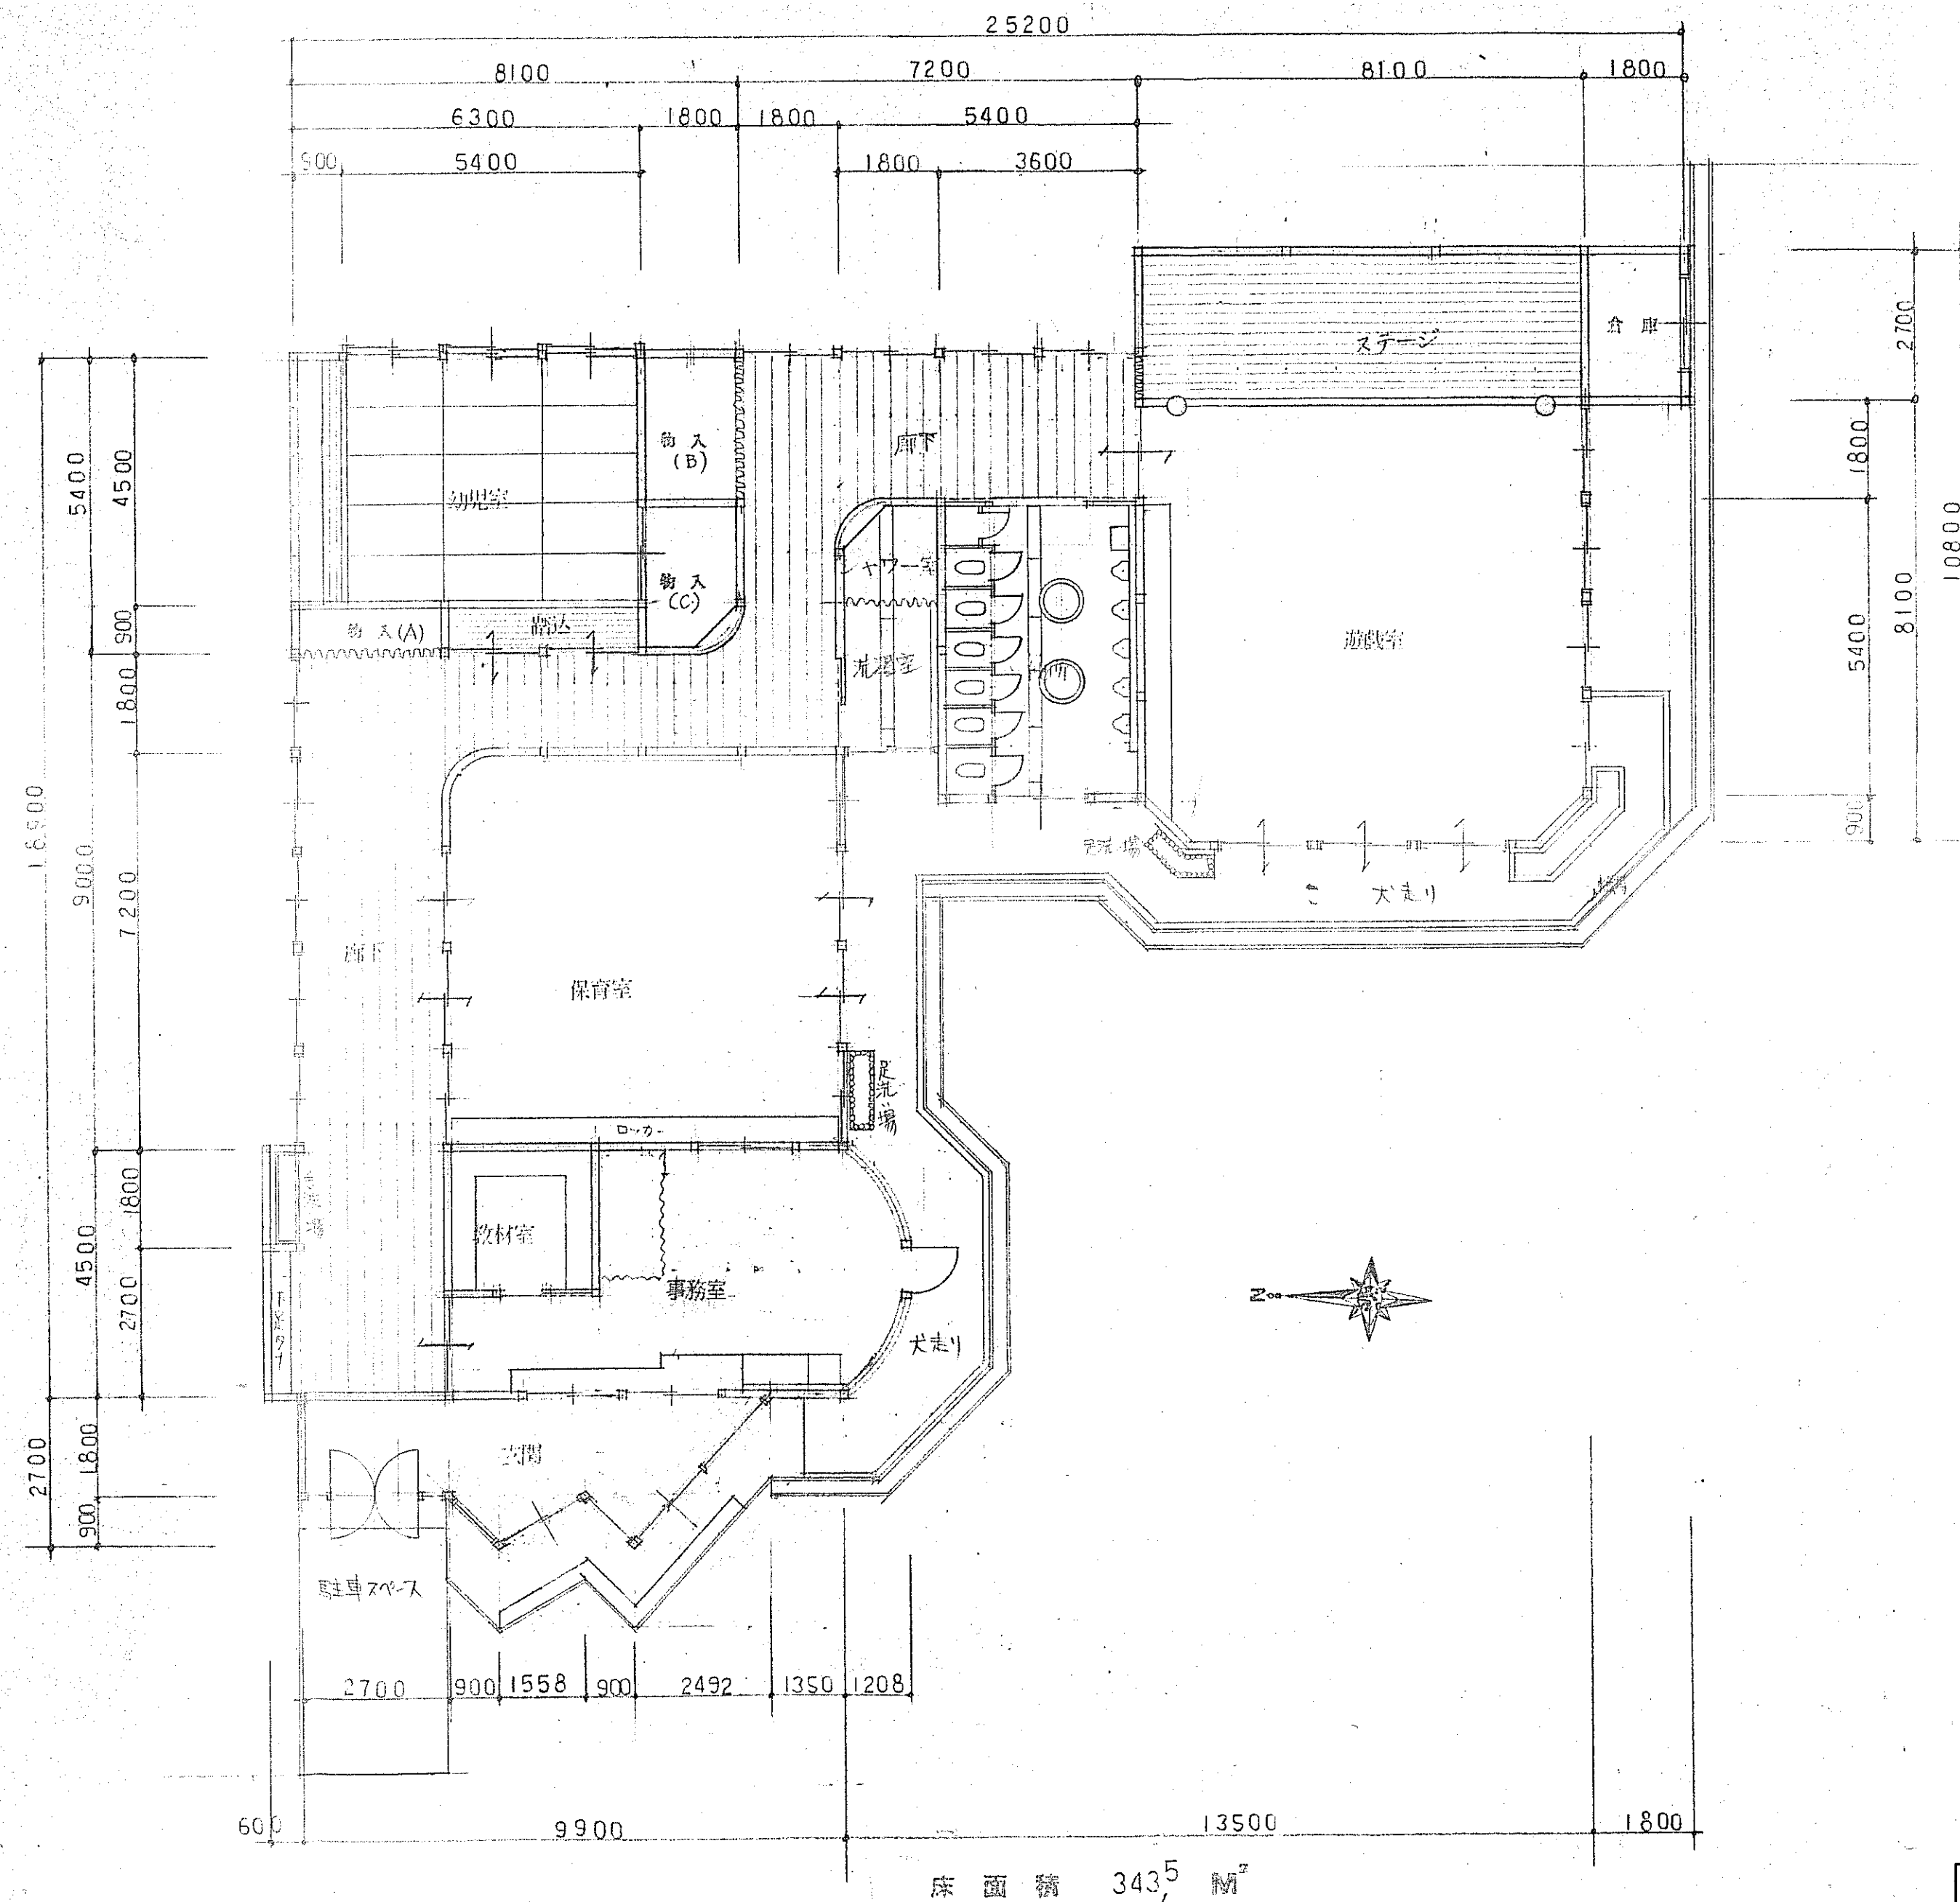 25200
8100 7200 8100 1800
6300 1800 1800 5400
900 5400 1800 3600
ステージ
倉庫
物入
(B)
廊下
幼児室
物入
(C)
シャワー室
物入(A)
踏込
洗濯室
遊戯室
足洗場
犬走り
廊下
保育室
足洗場
ロッカー
教材室
事務室
犬走り
玄関
駐車スペース
N
5400
4500
900
1800
16900
9000
7200
4500
1800
2700
2700
1800
900
2700
1800
10800
8100
5400
900
2700 900 1558 900 2492 1350 1208
600 9900 13500 1800
床面積 343,5 M²